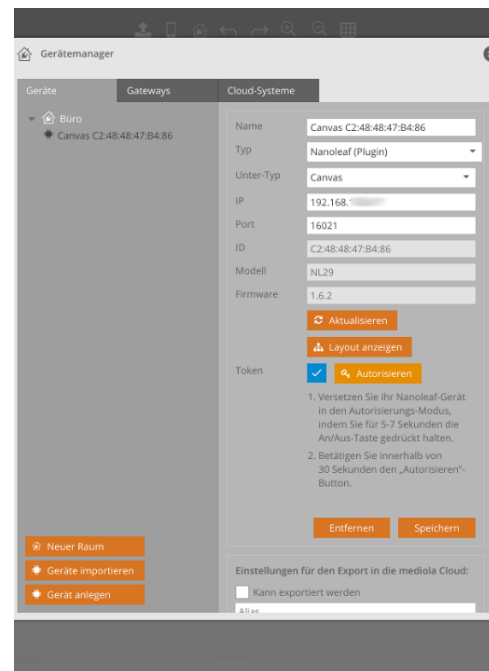 Gerätemanager
Geräte
Gateways
Cloud-Systeme
Büro
Canvas C2:48:48:47:B4:86
Name
Canvas C2:48:48:47:B4:86
Typ
Nanoleaf (Plugin)
Unter-Typ
Canvas
IP
192.168.
Port
16021
ID
C2:48:48:47:B4:86
Modell
NL29
Firmware
1.6.2
Aktualisieren
Layout anzeigen
Token
Autorisieren
1. Versetzen Sie Ihr Nanoleaf-Gerät
in den Autorisierungs-Modus,
indem Sie für 5-7 Sekunden die
An/Aus-Taste gedrückt halten.
2. Betätigen Sie innerhalb von
30 Sekunden den „Autorisieren"-
Button.
Entfernen
Speichern
Neuer Raum
Geräte importieren
Gerät anlegen
Einstellungen für den Export in die mediola Cloud:
Kann exportiert werden
Alias